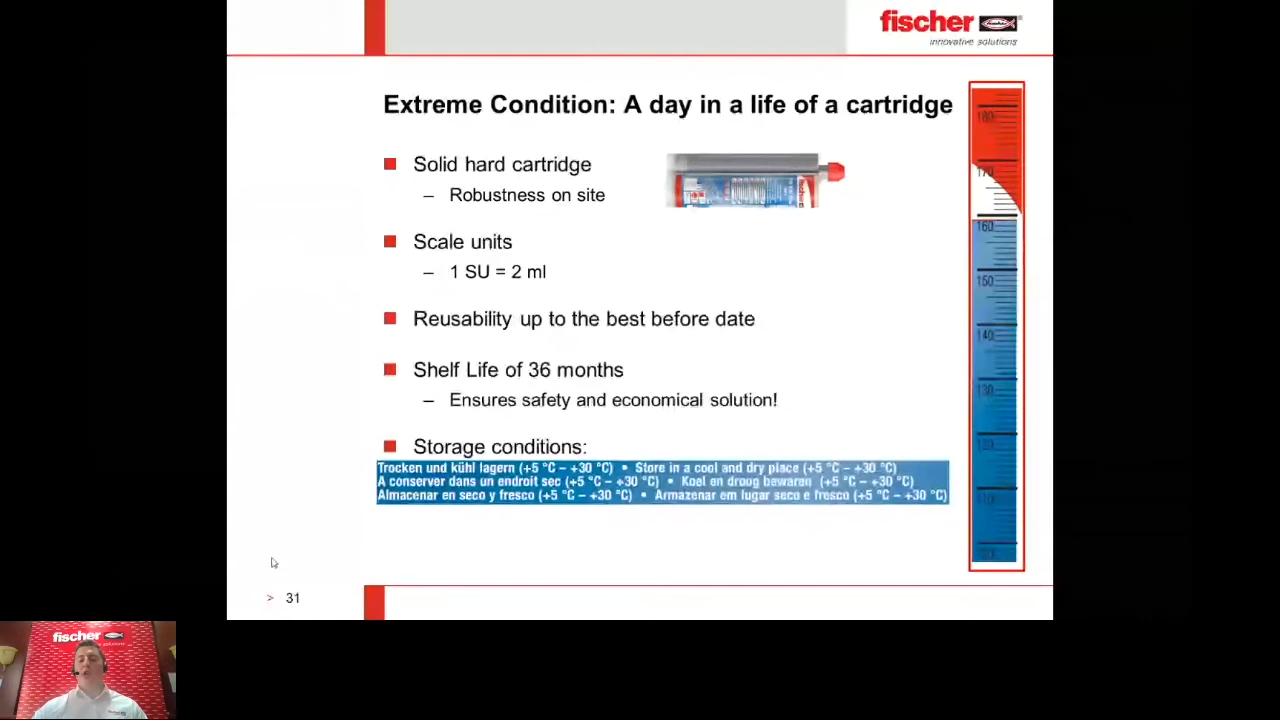 fischer
innovative solutions
Extreme Condition: A day in a life of a cartridge
Solid hard cartridge
– Robustness on site
Scale units
– 1 SU = 2 ml
Reusability up to the best before date
Shelf Life of 36 months
– Ensures safety and economical solution!
Storage conditions:
Trocken und kühl lagern (+5 °C – +30 °C) • Store in a cool and dry place (+5 °C – +30 °C)
A conserver dans un endroit sec (+5 °C – +30 °C) • Koel en droog bewaren (+5 °C – +30 °C)
Almacenar en seco y fresco (+5 °C – +30 °C) • Armazenar em lugar seco e fresco (+5 °C – +30 °C)
180
170
160
150
140
130
> 31
fischer